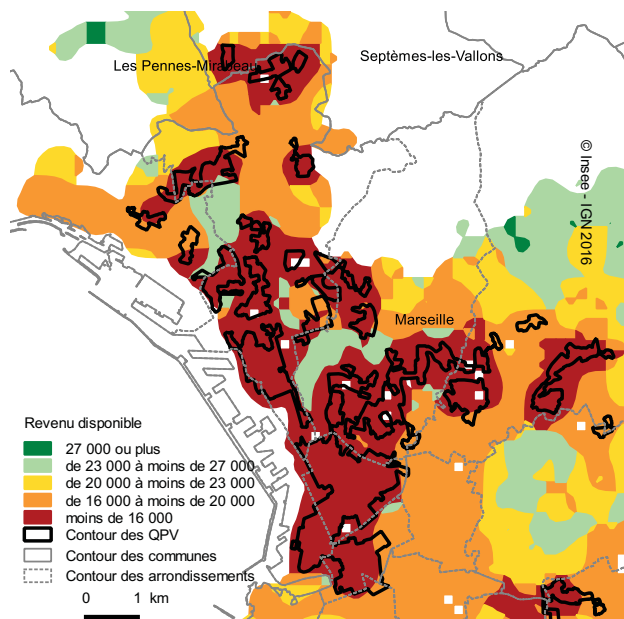 Septèmes-les-Vallons
Les Pennes-Mirabeau
© Insee - IGN 2016
Marseille
Revenu disponible
27 000 ou plus
de 23 000 à moins de 27 000
de 20 000 à moins de 23 000
de 16 000 à moins de 20 000
moins de 16 000
Contour des QPV
Contour des communes
Contour des arrondissements
0 1 km